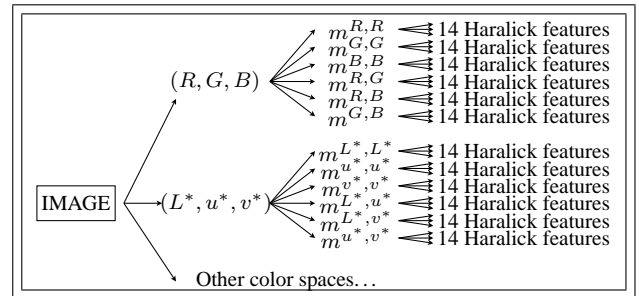 m^{R,R} 14 Haralick features
m^{G,G} 14 Haralick features
m^{B,B} 14 Haralick features
(R, G, B) m^{R,G} 14 Haralick features
m^{R,B} 14 Haralick features
m^{G,B} 14 Haralick features
m^{L*,L*} 14 Haralick features
m^{u*,u*} 14 Haralick features
m^{v*,v*} 14 Haralick features
IMAGE (L*, u*, v*) m^{L*,u*} 14 Haralick features
m^{L*,v*} 14 Haralick features
m^{u*,v*} 14 Haralick features
Other color spaces...